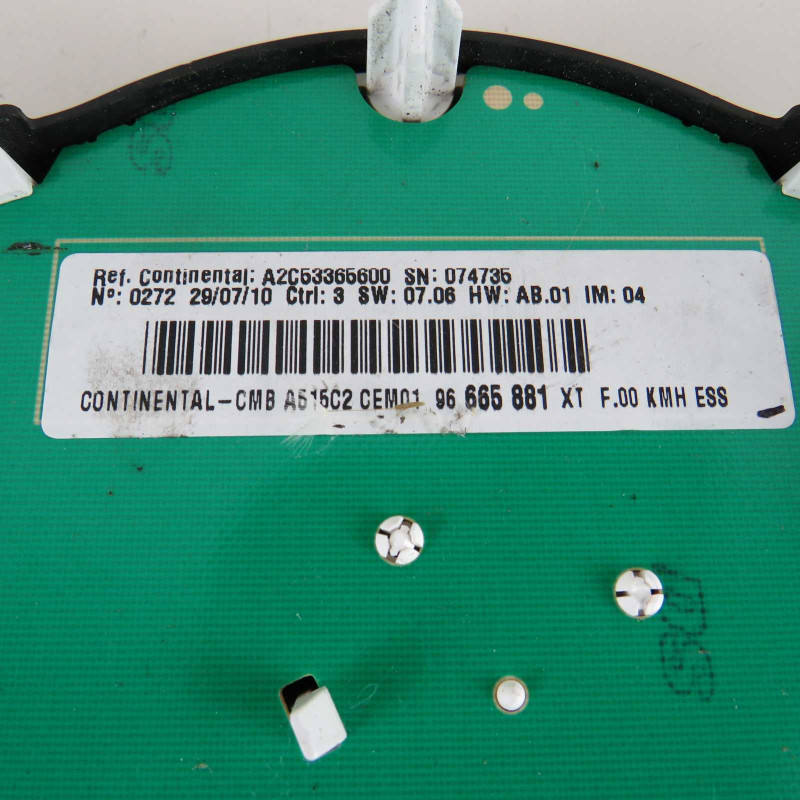 Ref. Continental: A2C53365600 SN: 074735
Nº: 0272 29/07/10 Ctrl: 3 SW: 07.06 HW: AB.01 IM: 04
CONTINENTAL-CMB A515C2 CEM01 96 665 881 XT F.00 KMH ESS